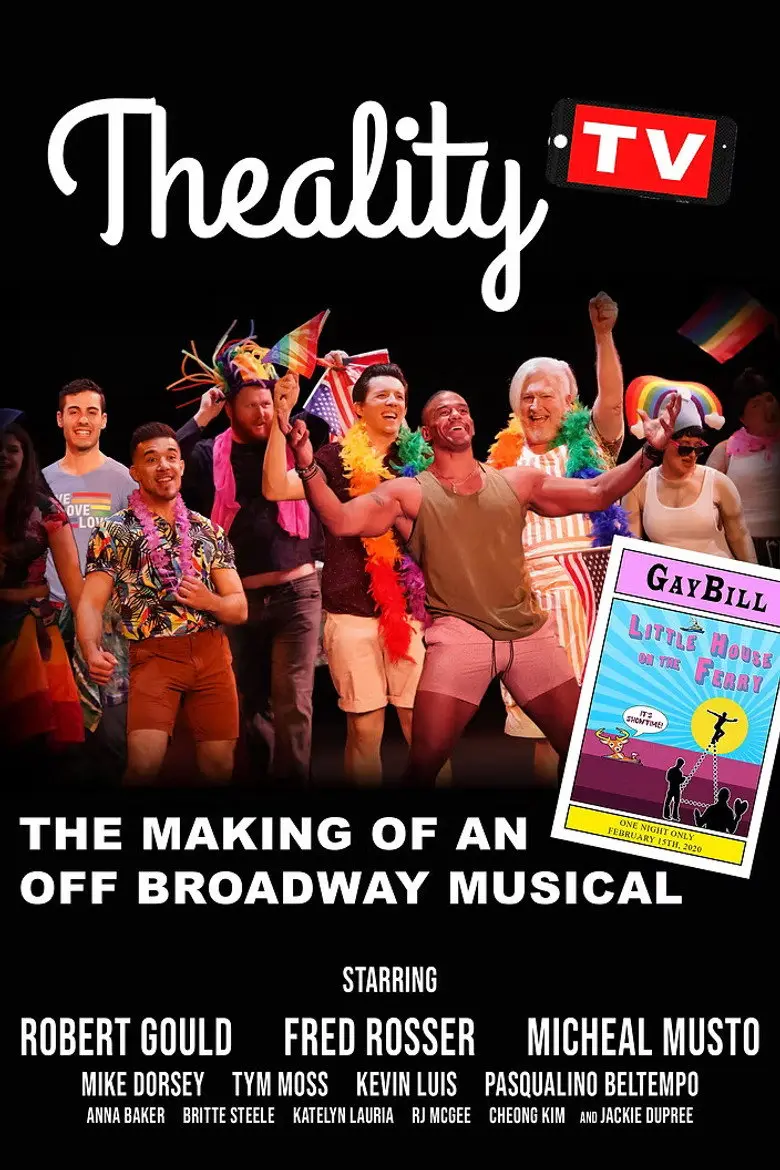 Theality TV
LOVE
LOVE
GAYBILL
LITTLE HOUSE
ON THE FERRY
IT'S
SHOWTIME!
ONE NIGHT ONLY
FEBRUARY 15TH, 2020
THE MAKING OF AN
OFF BROADWAY MUSICAL
STARRING
ROBERT GOULD FRED ROSSER MICHEAL MUSTO
MIKE DORSEY TYM MOSS KEVIN LUIS PASQUALINO BELTEMPO
ANNA BAKER BRITTE STEELE KATELYN LAURIA RJ MCGEE CHEONG KIM AND JACKIE DUPREE